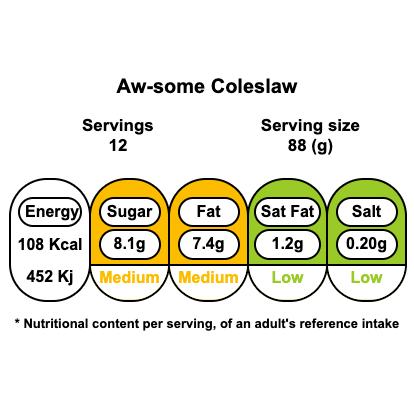 Aw-some Coleslaw
Servings Serving size
12 88 (g)
Energy Sugar Fat Sat Fat Salt
108 Kcal 8.1g 7.4g 1.2g 0.20g
452 Kj Medium Medium Low Low
* Nutritional content per serving, of an adult's reference intake